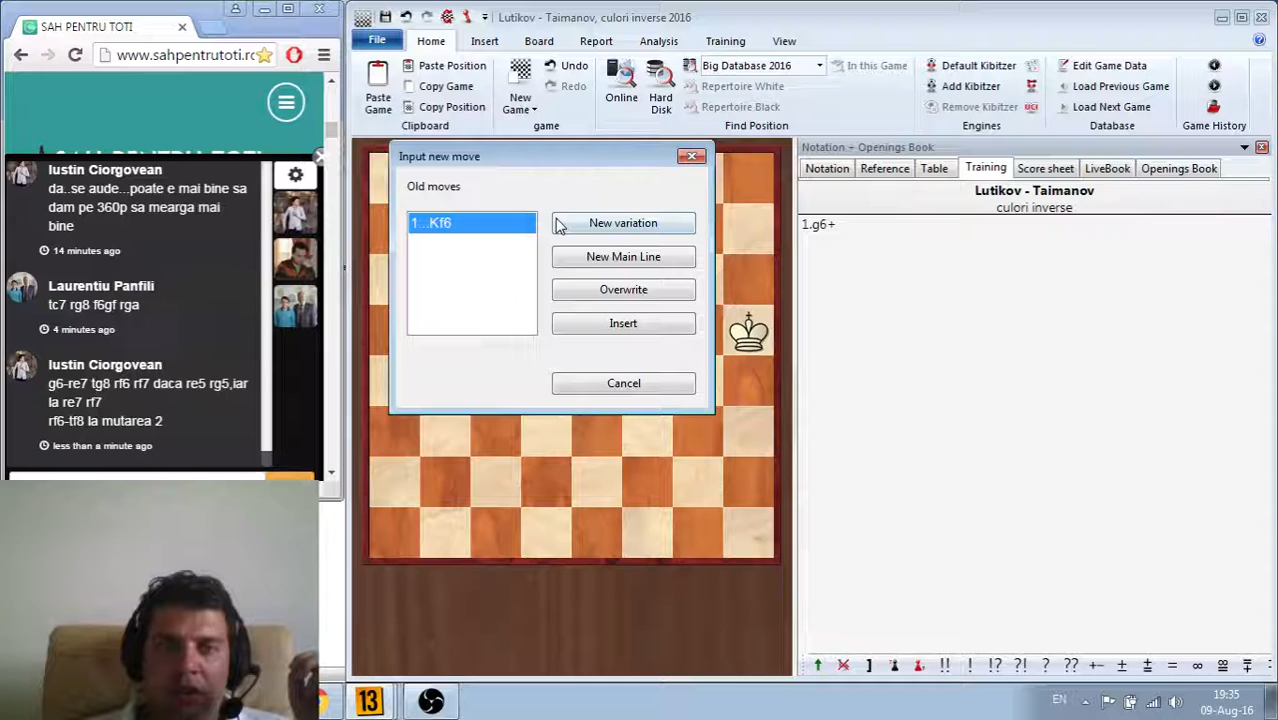 SAH PENTRU TOTI
www.sahpentrutoti.rc
Iustin Ciorgovean
da..se aude...poate e mai bine sa
dam pe 360p sa mearga mai
bine
14 minutes ago
Laurentiu Panfili
tc7 rg8 f6gf rga
4 minutes ago
Iustin Ciorgovean
g6-re7 tg8 rf6 rf7 daca re5 rg5,iar
la re7 rf7
rf6-tf8 la mutarea 2
less than a minute ago
Lutikov - Taimanov, culori inverse 2016
File Home Insert Board Report Analysis Training View
Paste Game
Paste Position
Copy Game
Copy Position
Clipboard
New Game
Undo
Redo
game
Online
Hard Disk
Big Database 2016
In this Game
Repertoire White
Repertoire Black
Find Position
Default Kibitzer
Add Kibitzer
Remove Kibitzer
UCI
Engines
Edit Game Data
Load Previous Game
Load Next Game
Database
Game History
Input new move
Old moves
1...Kf6
New variation
New Main Line
Overwrite
Insert
Cancel
Notation + Openings Book
Notation Reference Table Training Score sheet LiveBook Openings Book
Lutikov - Taimanov
culori inverse
1.g6+
] !! ! !? ?! ? ?? +− ± ± = ∞
13
EN
19:35
09-Aug-16